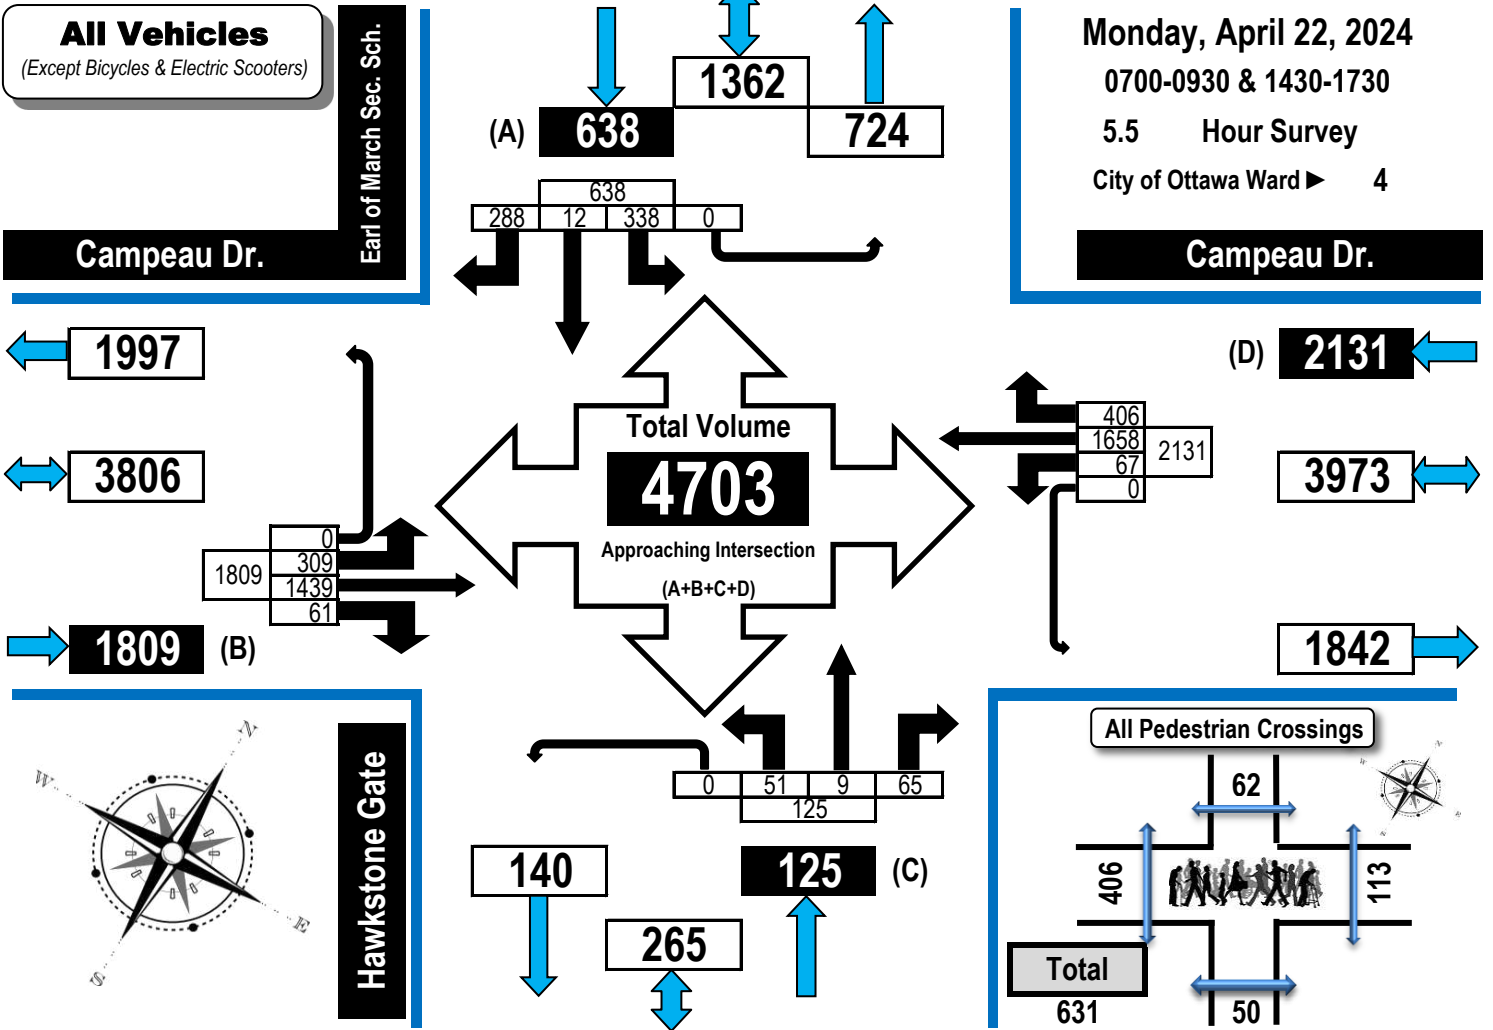 All Vehicles
(Except Bicycles & Electric Scooters)
Earl of March Sec. Sch.
Campeau Dr.
1362
(A) 638
724
638
288 12 338 0
Monday, April 22, 2024
0700-0930 & 1430-1730
5.5 Hour Survey
City of Ottawa Ward ► 4
Campeau Dr.
1997
3806
0
309
1439
61
1809
1809 (B)
Total Volume
4703
Approaching Intersection
(A+B+C+D)
(D) 2131
406
1658
67
0
2131
3973
1842
N
W
E
S
Hawkstone Gate
0 51 9 65
125
140
125 (C)
265
All Pedestrian Crossings
62
N
W
E
S
406
113
Total
631
50